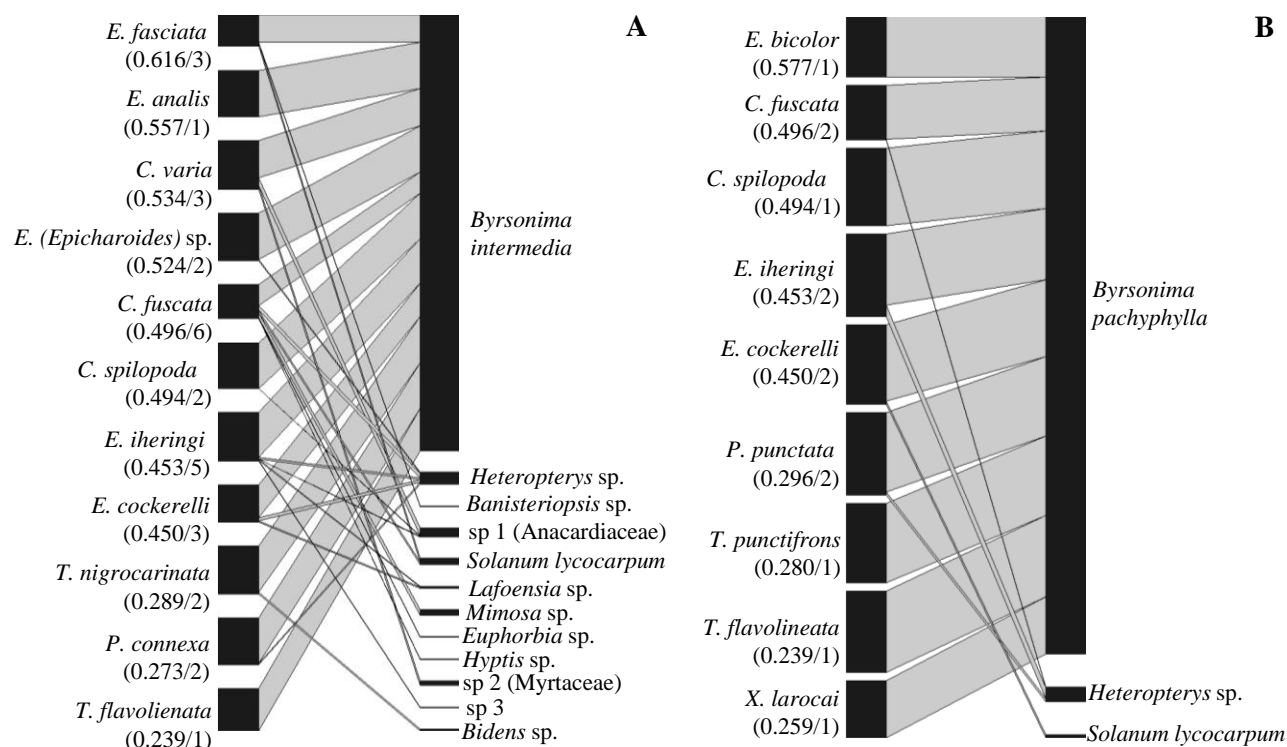 A
E. fasciata
(0.616/3)
E. analis
(0.557/1)
C. varia
(0.534/3)
E. (Epicharoides) sp.
(0.524/2)
C. fuscata
(0.496/6)
C. spilopoda
(0.494/2)
E. iheringi
(0.453/5)
E. cockerelli
(0.450/3)
T. nigrocarinata
(0.289/2)
P. connexa
(0.273/2)
T. flavolienata
(0.239/1)
Byrsonima
intermedia
Heteropterys sp.
Banisteriopsis sp.
sp 1 (Anacardiaceae)
Solanum lycocarpum
Lafoensia sp.
Mimosa sp.
Euphorbia sp.
Hyptis sp.
sp 2 (Myrtaceae)
sp 3
Bidens sp.
B
E. bicolor
(0.577/1)
C. fuscata
(0.496/2)
C. spilopoda
(0.494/1)
E. iheringi
(0.453/2)
E. cockerelli
(0.450/2)
P. punctata
(0.296/2)
T. punctifrons
(0.280/1)
T. flavolineata
(0.239/1)
X. larocai
(0.259/1)
Byrsonima
pachyphylla
Heteropterys sp.
Solanum lycocarpum